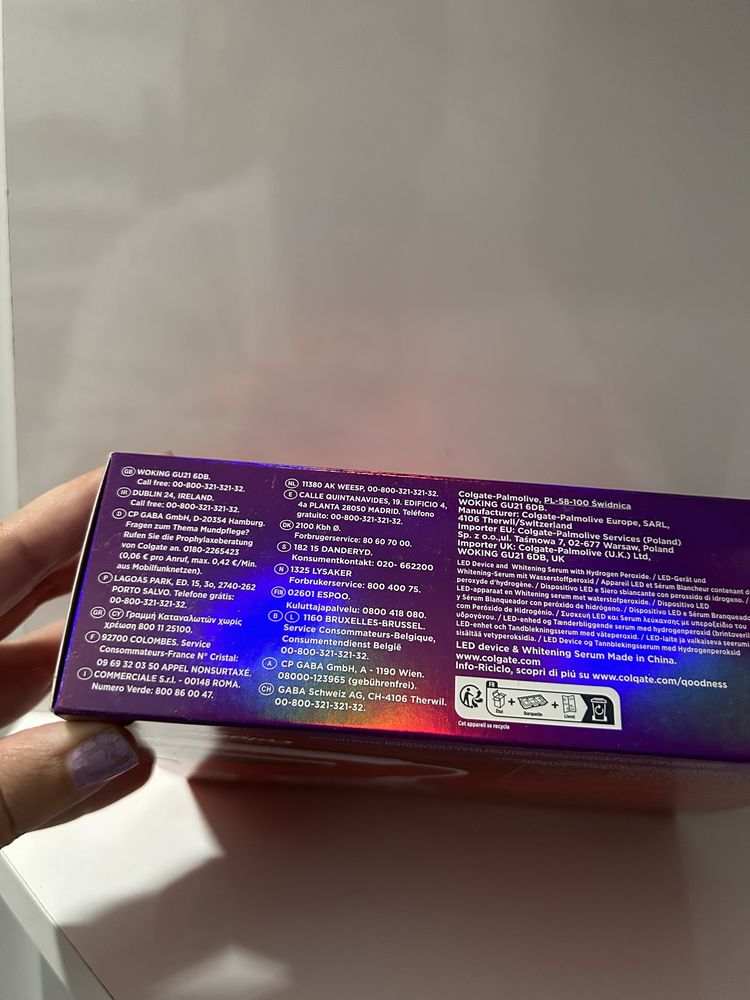 GB WOKING GU21 6DB.
Call free: 00-800-321-321-32.
IR DUBLIN 24, IRELAND.
Call free: 00-800-321-321-32.
D CP GABA GmbH, D-20354 Hamburg.
Fragen zum Thema Mundpflege?
Rufen Sie die Prophylaxeberatung
von Colgate an. 0180-2265423
(0,06 € pro Anruf, max. 0,42 €/Min.
aus Mobilfunknetzen).
P LAGOAS PARK, ED. 15, 3o, 2740-262
PORTO SALVO. Telefone grátis:
00-800-321-321-32.
GR CY Γραμμή Καταναλωτών χωρίς
χρέωση 800 11 25100.
F 92700 COLOMBES. Service
Consommateurs-France N° Cristal:
09 69 32 03 50 APPEL NONSURTAXÉ.
I COMMERCIALE S.r.l. - 00148 ROMA.
Numero Verde: 800 86 00 47.
NL 11380 AK WEESP, 00-800-321-321-32.
E CALLE QUINTANAVIDES, 19. EDIFICIO 4,
4a PLANTA 28050 MADRID. Teléfono
gratuito: 00-800-321-321-32.
DK 2100 Kbh Ø.
Forbrugerservice: 80 60 70 00.
S 182 15 DANDERYD.
Konsumentkontakt: 020- 662200
N 1325 LYSAKER
Forbrukerservice: 800 400 75.
FIN 02601 ESPOO.
Kuluttajapalvelu: 0800 418 080.
B L 1160 BRUXELLES-BRUSSEL.
Service Consommateurs-Belgique,
Consumentendienst België
00-800-321-321-32.
A CP GABA GmbH, A - 1190 Wien.
08000-123965 (gebührenfrei).
CH GABA Schweiz AG, CH-4106 Therwil.
00-800-321-321-32.
Colgate-Palmolive, PL-58-100 Świdnica
WOKING GU21 6DB.
Manufacturer: Colgate-Palmolive Europe, SARL,
4106 Therwil/Switzerland
Importer EU: Colgate-Palmolive Services (Poland)
Sp. z o.o.,ul. Taśmowa 7, 02-677 Warsaw, Poland
Importer UK: Colgate-Palmolive (U.K.) Ltd,
WOKING GU21 6DB, UK
LED Device and Whitening Serum with Hydrogen Peroxide. / LED-Gerät und
Whitening-Serum mit Wasserstoffperoxid / Appareil LED et Sérum Blancheur contenant d
peroxyde d'hydrogène. / Dispositivo LED e Siero sbiancante con perossido di idrogeno. /
LED-apparaat en Whitening serum met waterstofperoxide. / Dispositivo LED
y Sérum Blanqueador con peróxido de hidrógeno. / Dispositivo LED e Sérum Branqueado
com Peróxido de Hidrogénio. / Συσκευή LED και Serum λεύκανσης με υπεροξείδιο του
υδρογόνου. / LED-enhed og Tænderbliggende serum med hydrogenperoxid (brintoveril
LED-enhet och Tandblekningsserum med väteperoxid. / LED-laite ja valkaiseva seerumi
sisältää vetyperoksidia. / LED Device og Tannblekingsserum med Hydrogenperoksid
LED device & Whitening Serum Made in China.
www.colgate.com
Info-Riciclo, scopri di più su www.colgate.com/goodness
FR
Étui + Barquette + Livret
Cet appareil se recycle